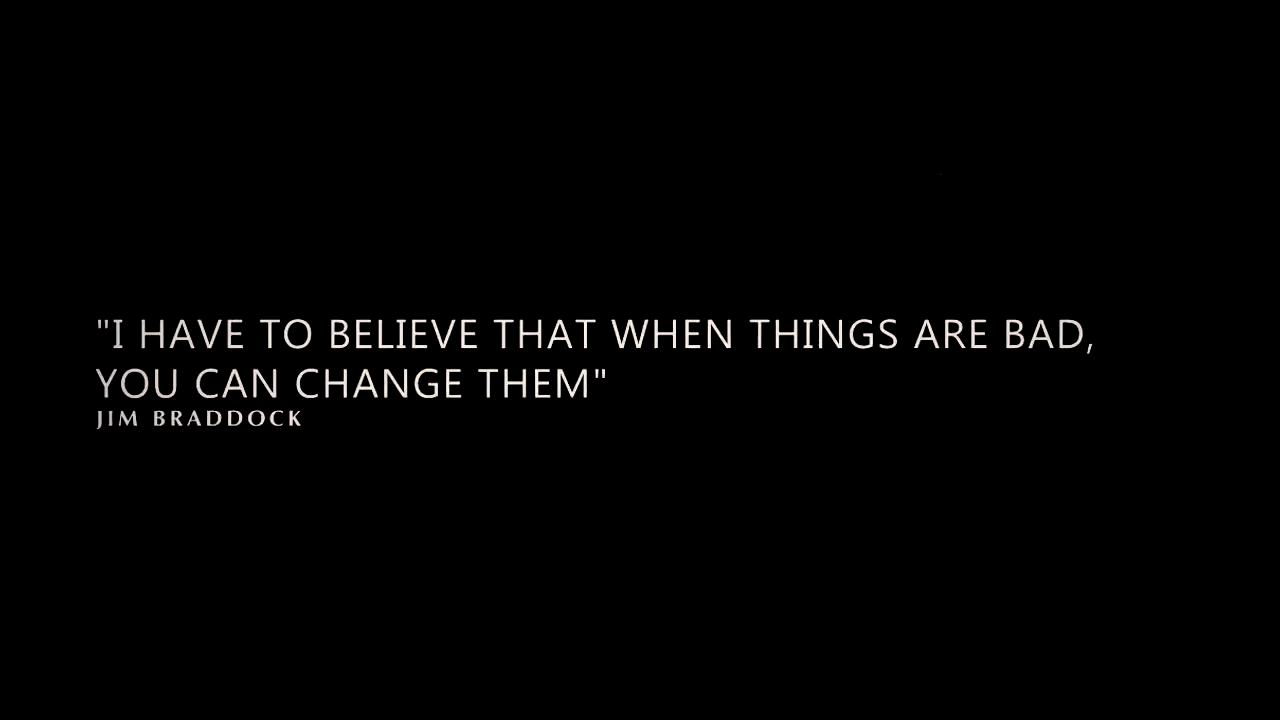 "I HAVE TO BELIEVE THAT WHEN THINGS ARE BAD,
YOU CAN CHANGE THEM"
JIM BRADDOCK